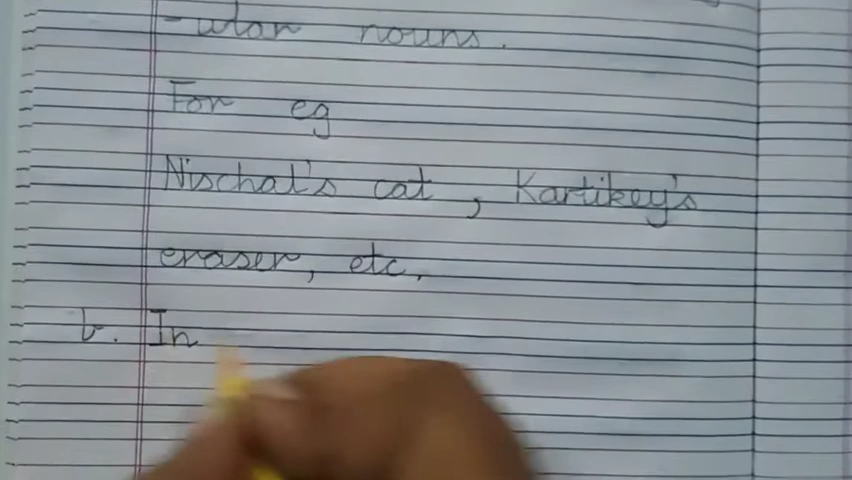 -ular nouns.
For eg
Nischal's cat, Kartikey's
eraser, etc.
b. In